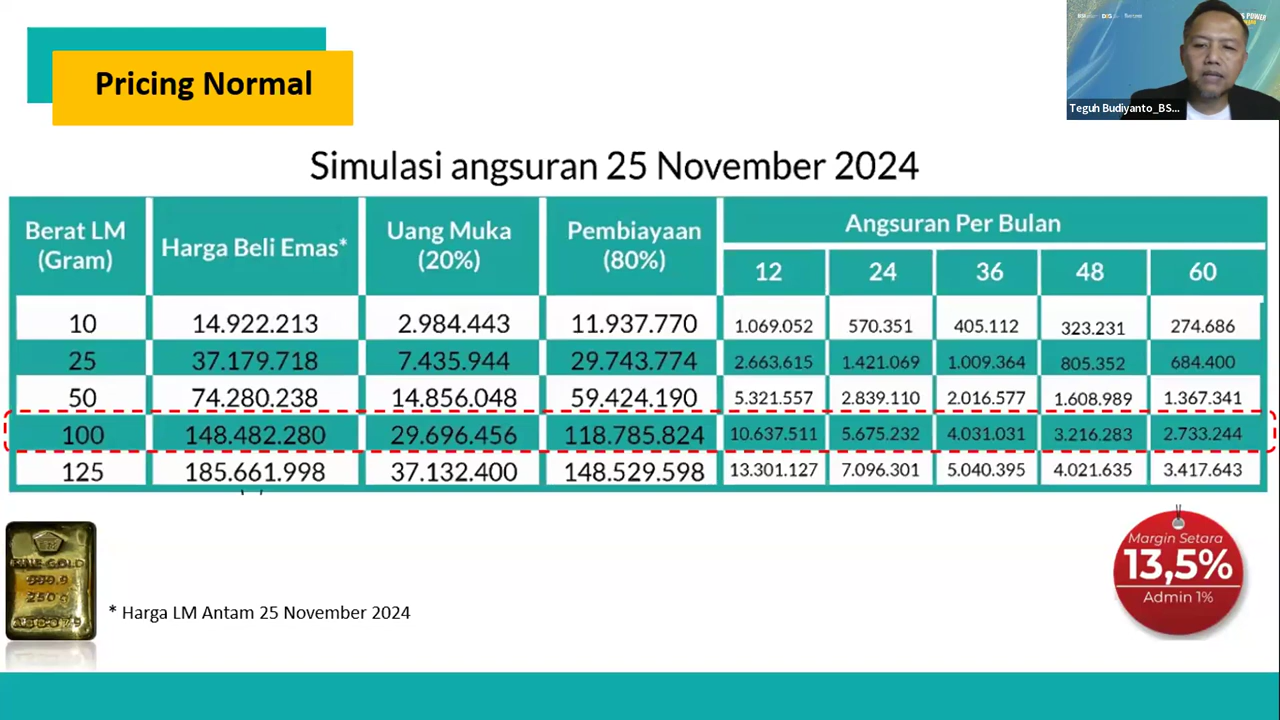 Pricing Normal
Teguh Budiyanto_BS...
Simulasi angsuran 25 November 2024
Berat LM (Gram) Harga Beli Emas* Uang Muka (20%) Pembiayaan (80%) Angsuran Per Bulan
12 24 36 48 60
10 14.922.213 2.984.443 11.937.770 1.069.052 570.351 405.112 323.231 274.686
25 37.179.718 7.435.944 29.743.774 2.663.615 1.421.069 1.009.364 805.352 684.400
50 74.280.238 14.856.048 59.424.190 5.321.557 2.839.110 2.016.577 1.608.989 1.367.341
100 148.482.280 29.696.456 118.785.824 10.637.511 5.675.232 4.031.031 3.216.283 2.733.244
125 185.661.998 37.132.400 148.529.598 13.301.127 7.096.301 5.040.395 4.021.635 3.417.643
FINE GOLD
999.9
250 g
* Harga LM Antam 25 November 2024
Margin Setara
13,5%
Admin 1%